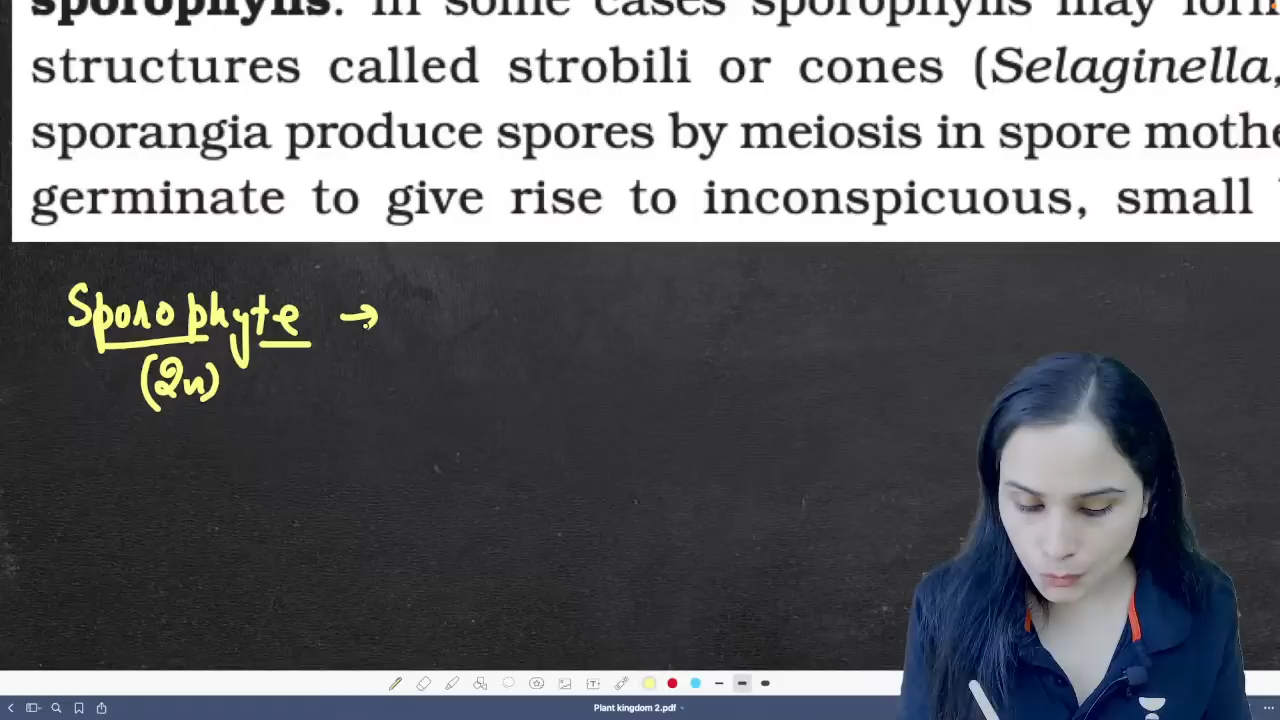 sporophylls. In some cases sporophylls may form
structures called strobili or cones (Selaginella,
sporangia produce spores by meiosis in spore mothe
germinate to give rise to inconspicuous, small
Sporophyte →
(2n)
Plant kingdom 2.pdf